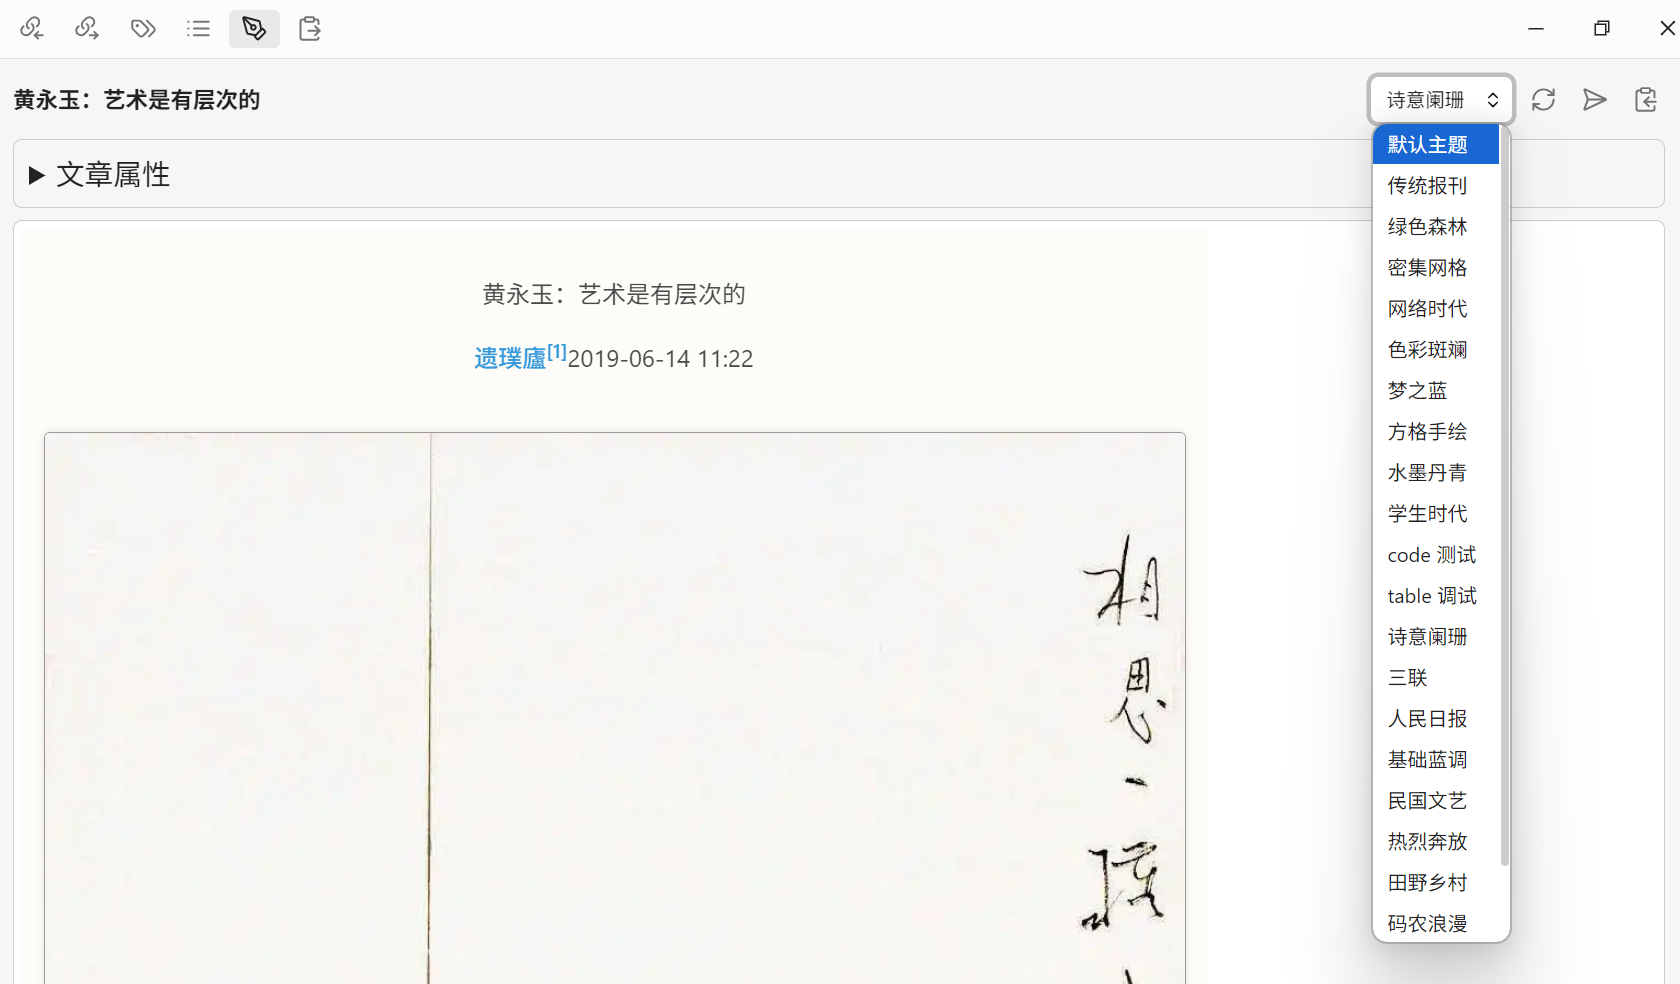 黄永玉：艺术是有层次的
诗意阑珊
文章属性
默认主题
传统报刊
绿色森林
密集网格
网络时代
色彩斑斓
梦之蓝
方格手绘
水墨丹青
学生时代
code 测试
table 调试
诗意阑珊
三联
人民日报
基础蓝调
民国文艺
热烈奔放
田野乡村
码农浪漫
黄永玉：艺术是有层次的
遗璞廬[1]2019-06-14 11:22
相思